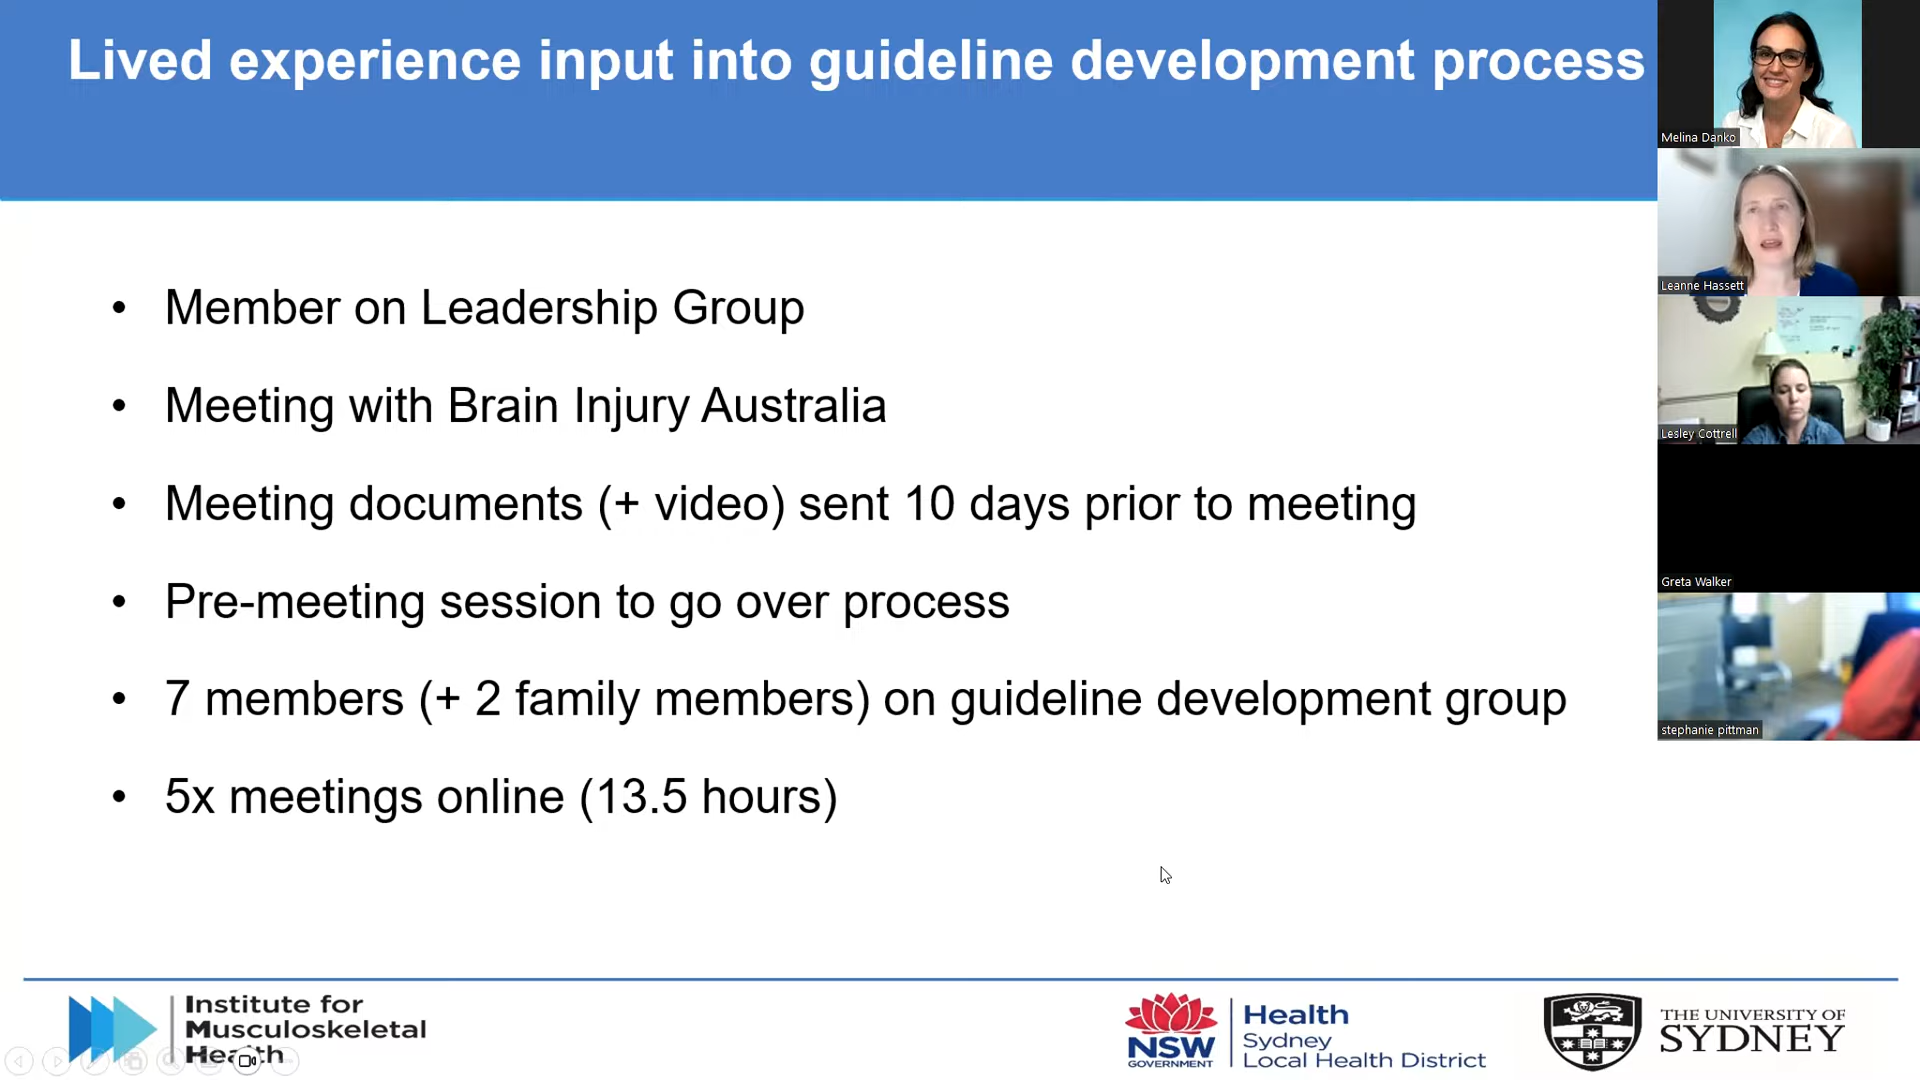 Lived experience input into guideline development process
• Member on Leadership Group
• Meeting with Brain Injury Australia
• Meeting documents (+ video) sent 10 days prior to meeting
• Pre-meeting session to go over process
• 7 members (+ 2 family members) on guideline development group
• 5x meetings online (13.5 hours)
Melina Danko
Leanne Hassett
Lesley Cottrell
Greta Walker
stephanie pittman
Institute for
Musculoskeletal
Health
NSW
GOVERNMENT
Health
Sydney
Local Health District
THE UNIVERSITY OF
SYDNEY